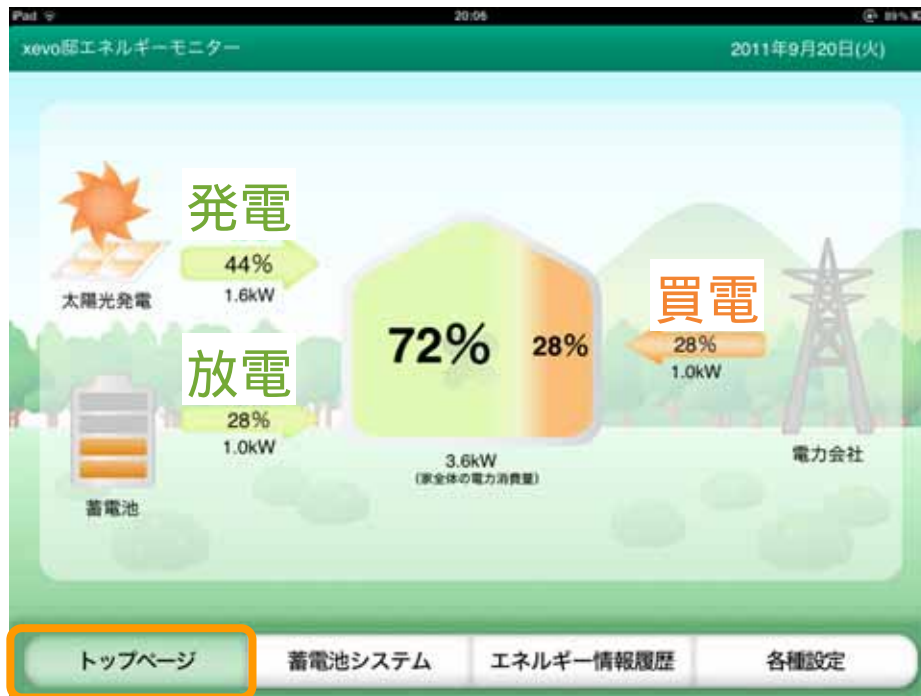 iPad 20:06 89%
xevo邸エネルギーモニター 2011年9月20日(火)
発電
44%
1.6kW
太陽光発電
放電
28%
1.0kW
蓄電池
72% 28%
3.6kW
(家全体の電力消費量)
買電
28%
1.0kW
電力会社
トップページ 蓄電池システム エネルギー情報履歴 各種設定